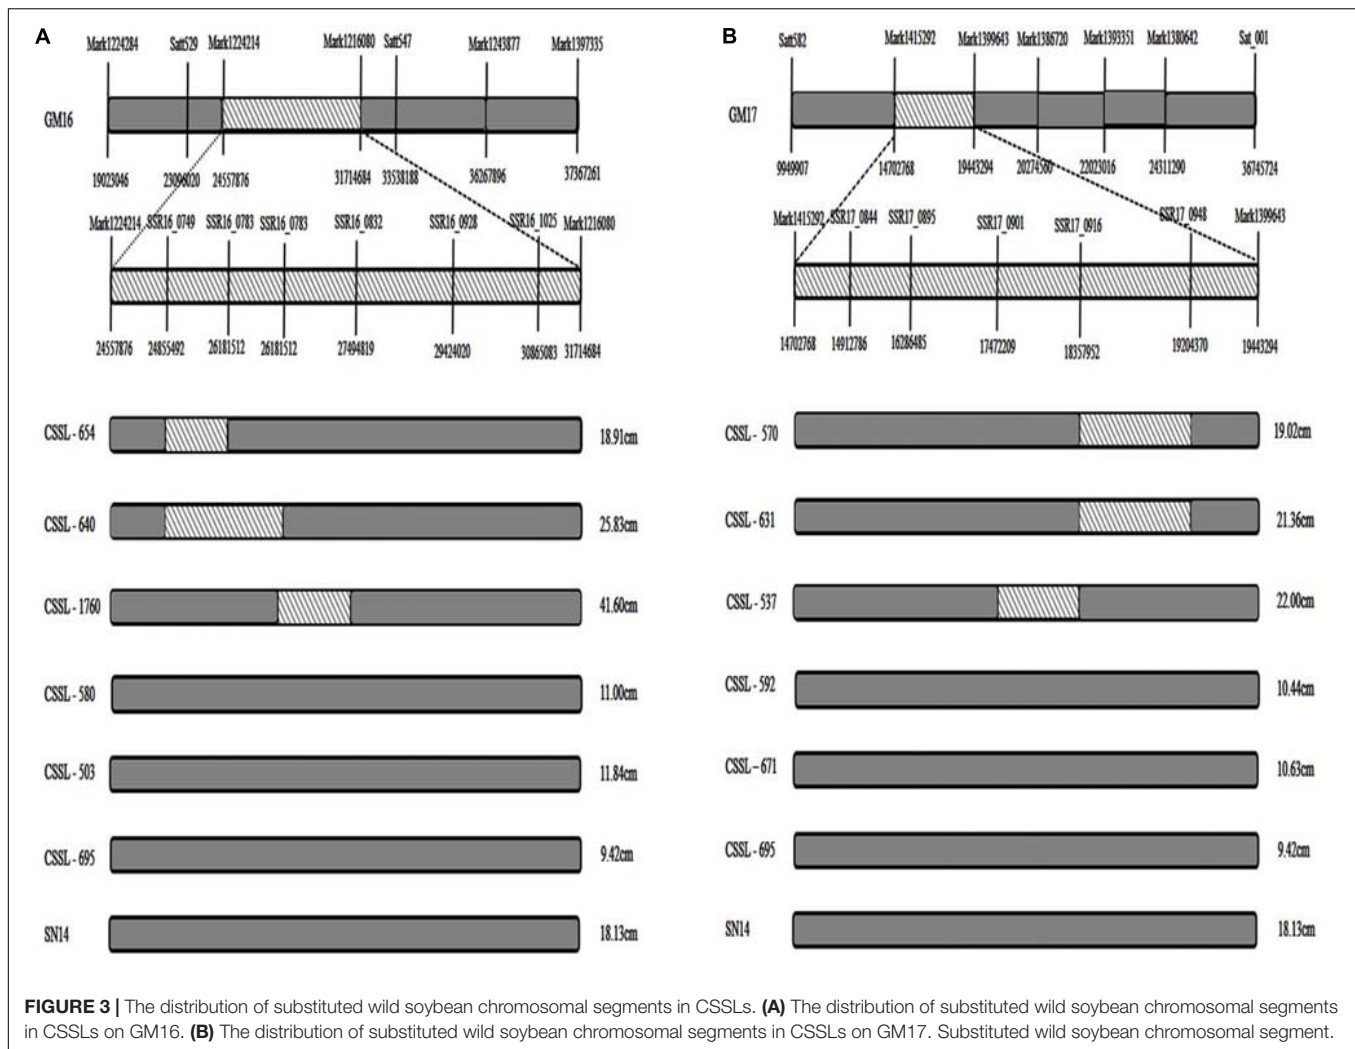 A
Mark1224284 Satt529 Mark1224214 Mark1216080 Satt547 Mark1243877 Mark1397335
GM16
19023046 23096020 24557876 31714684 33538188 36267896 37367261
Mark1224214 SSR16_0749 SSR16_0783 SSR16_0783 SSR16_0832 SSR16_0928 SSR16_1025 Mark1216080
24557876 24855492 26181512 26181512 27494819 29424020 30865083 31714684
CSSL - 654 18.91cm
CSSL - 640 25.83cm
CSSL - 1760 41.60cm
CSSL - 580 11.00cm
CSSL - 503 11.84cm
CSSL - 695 9.42cm
SN14 18.13cm
B
Satt582 Mark1415292 Mark1399643 Mark1386720 Mark1393351 Mark1380642 Sat_001
GM17
9949907 14702768 19443294 20274560 22023016 24311290 36745724
Mark1415292 SSR17_0844 SSR17_0895 SSR17_0901 SSR17_0916 SSR17_0948 Mark1399643
14702768 14912786 16286485 17472209 18357952 19204370 19443294
CSSL - 570 19.02cm
CSSL - 631 21.36cm
CSSL - 537 22.00cm
CSSL - 592 10.44cm
CSSL - 671 10.63cm
CSSL - 695 9.42cm
SN14 18.13cm
FIGURE 3 | The distribution of substituted wild soybean chromosomal segments in CSSLs. (A) The distribution of substituted wild soybean chromosomal segments
in CSSLs on GM16. (B) The distribution of substituted wild soybean chromosomal segments in CSSLs on GM17. Substituted wild soybean chromosomal segment.